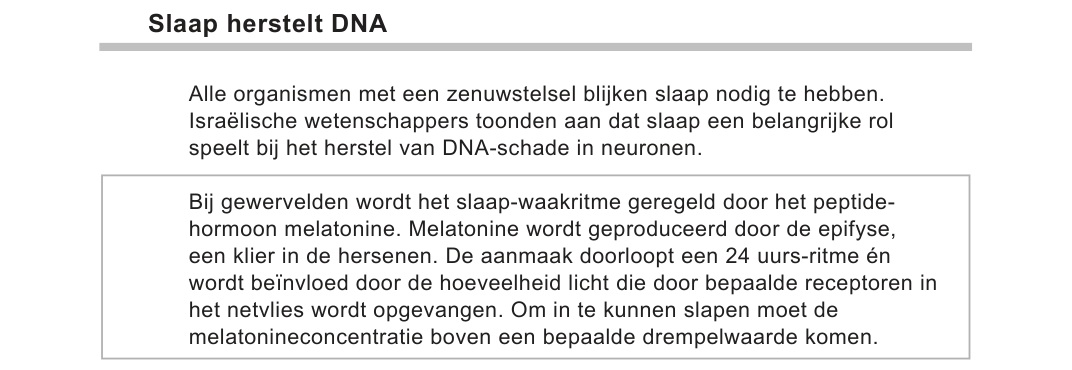 Slaap herstelt DNA
Alle organismen met een zenuwstelsel blijken slaap nodig te hebben.
Israëlische wetenschappers toonden aan dat slaap een belangrijke rol
speelt bij het herstel van DNA-schade in neuronen.
Bij gewervelden wordt het slaap-waakritme geregeld door het peptide-
hormoon melatonine. Melatonine wordt geproduceerd door de epifyse,
een klier in de hersenen. De aanmaak doorloopt een 24 uurs-ritme én
wordt beïnvloed door de hoeveelheid licht die door bepaalde receptoren in
het netvlies wordt opgevangen. Om in te kunnen slapen moet de
melatonineconcentratie boven een bepaalde drempelwaarde komen.